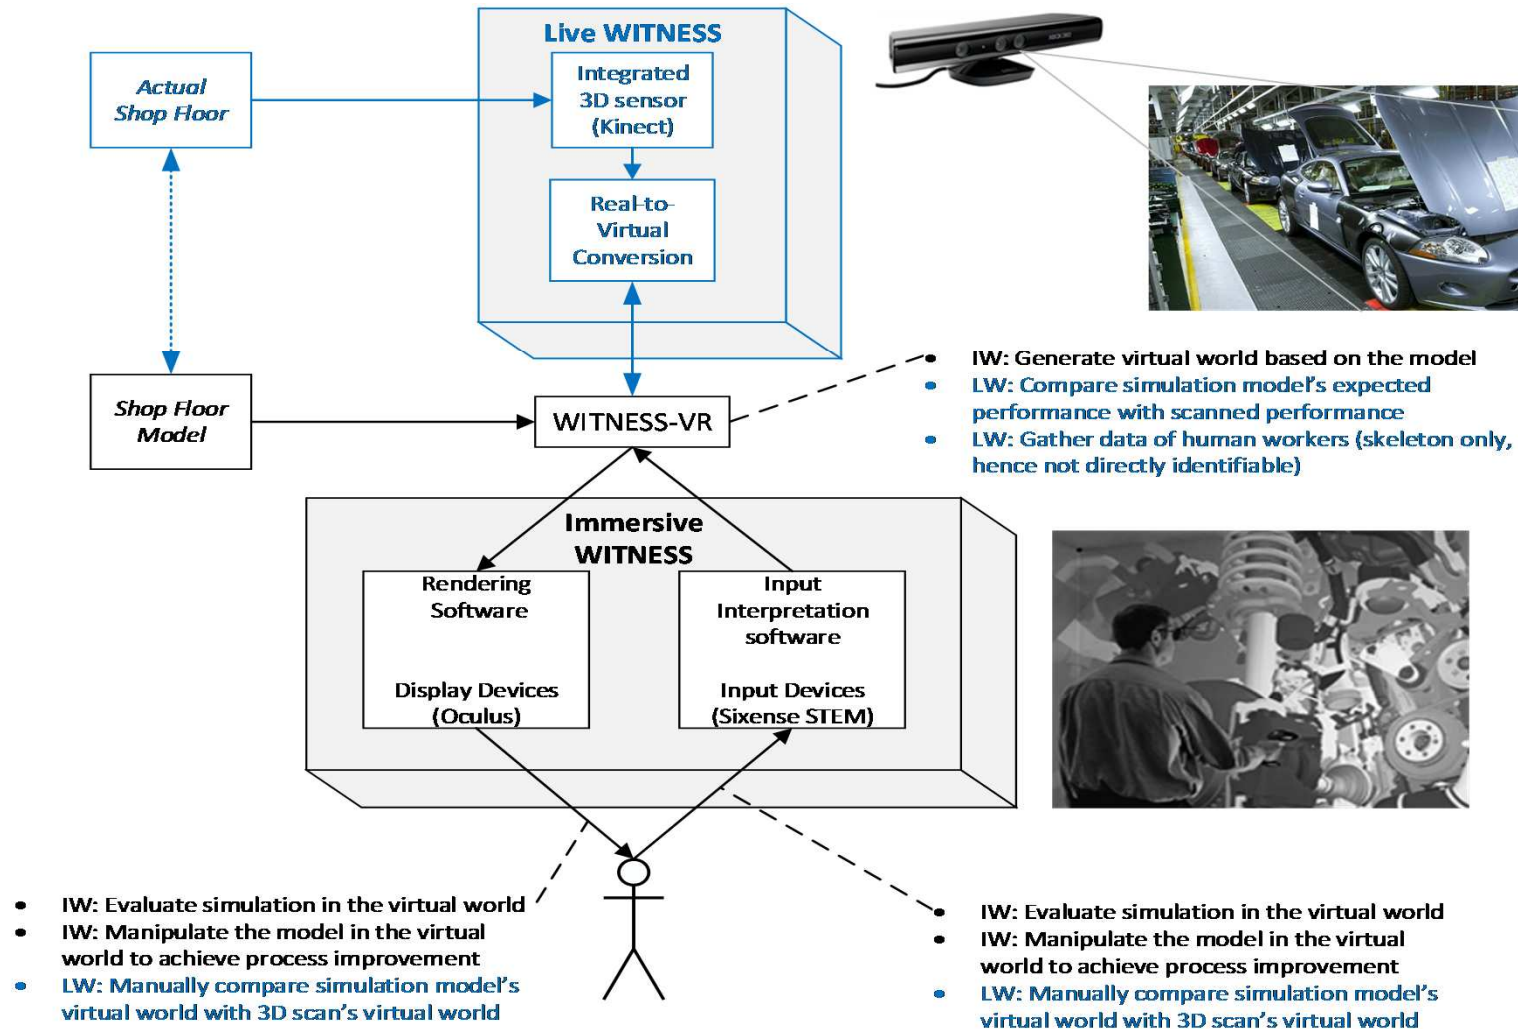 Live WITNESS
Actual
Shop Floor
Integrated
3D sensor
(Kinect)
Real-to-
Virtual
Conversion
XBOX 360
Shop Floor
Model
WITNESS-VR
• IW: Generate virtual world based on the model
• LW: Compare simulation model's expected
performance with scanned performance
• LW: Gather data of human workers (skeleton only,
hence not directly identifiable)
Immersive
WITNESS
Rendering
Software
Display Devices
(Oculus)
Input
Interpretation
software
Input Devices
(Sixense STEM)
• IW: Evaluate simulation in the virtual world
• IW: Manipulate the model in the virtual
world to achieve process improvement
• LW: Manually compare simulation model's
virtual world with 3D scan's virtual world
• IW: Evaluate simulation in the virtual world
• IW: Manipulate the model in the virtual
world to achieve process improvement
• LW: Manually compare simulation model's
virtual world with 3D scan's virtual world